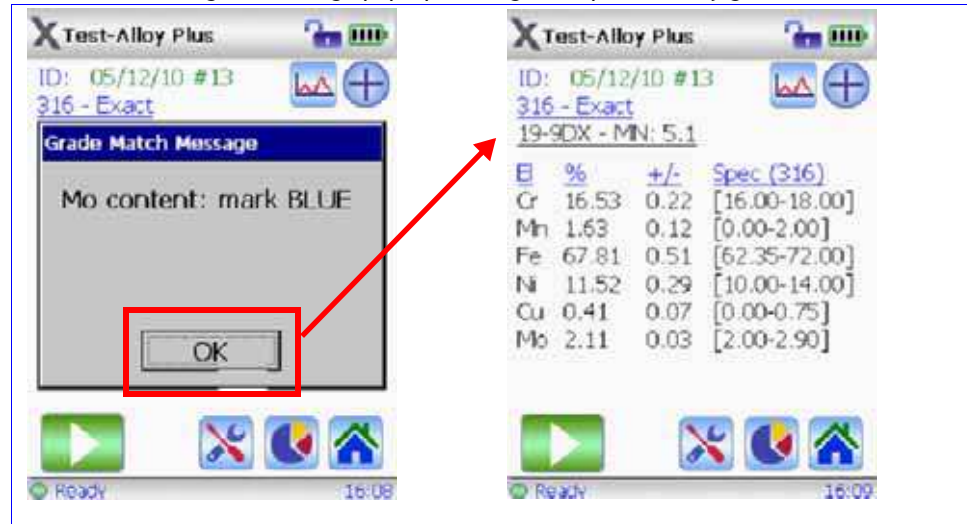 Test-Alloy Plus
ID: 05/12/10 #13
316 - Exact
Grade Match Message
Mo content: mark BLUE
OK
Ready
16:08
Test-Alloy Plus
ID: 05/12/10 #13
316 - Exact
19-9DX - MN: 5.1
El % +/- Spec (316)
Cr 16.53 0.22 [16.00-18.00]
Mn 1.63 0.12 [0.00-2.00]
Fe 67.81 0.51 [62.35-72.00]
Ni 11.52 0.29 [10.00-14.00]
Cu 0.41 0.07 [0.00-0.75]
Mo 2.11 0.03 [2.00-2.90]
Ready
16:09